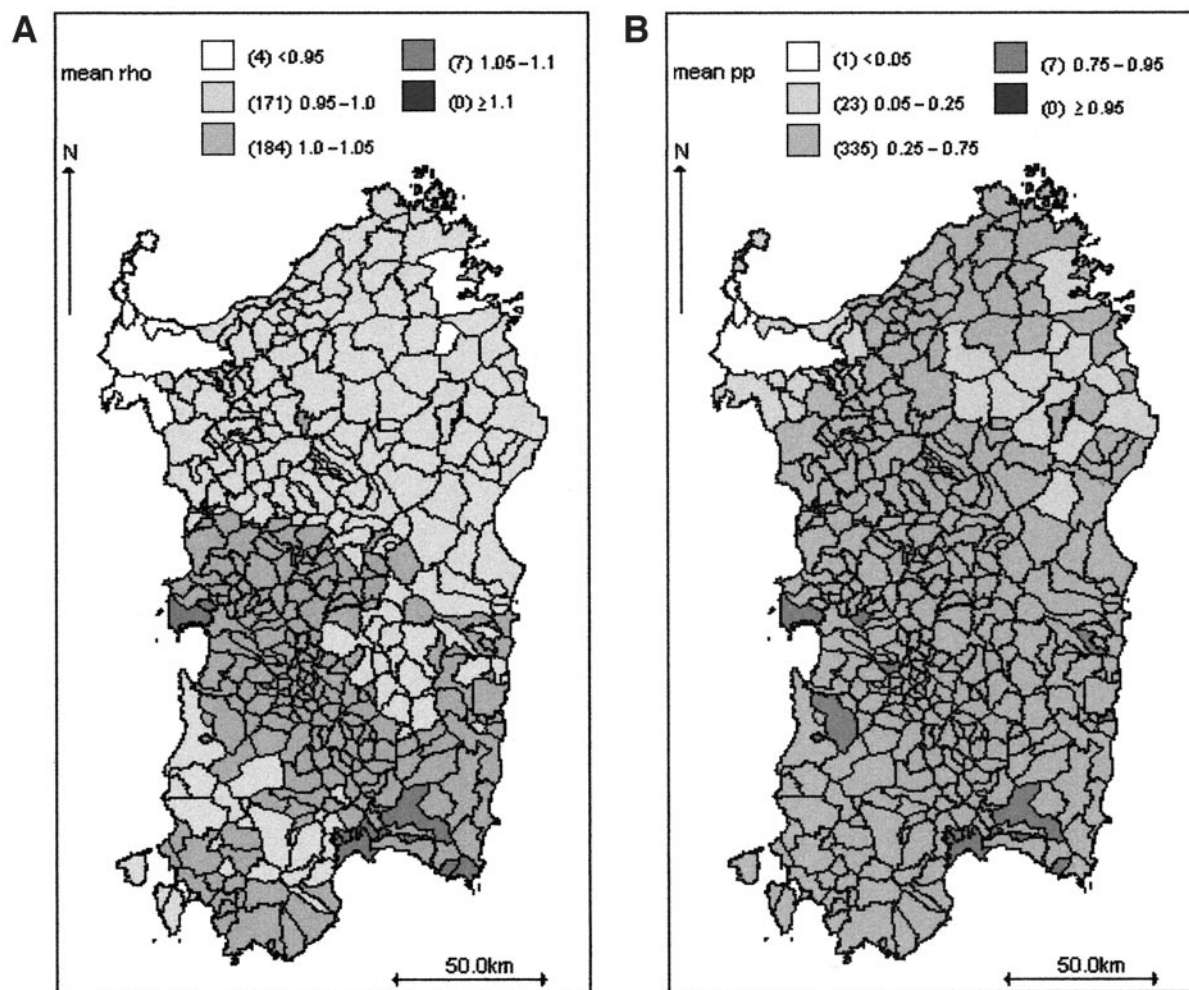 A
mean rho
(4) <0.95
(171) 0.95-1.0
(184) 1.0-1.05
(7) 1.05-1.1
(0) ≥1.1
N
50.0km
B
mean pp
(1) <0.05
(23) 0.05-0.25
(335) 0.25-0.75
(7) 0.75-0.95
(0) ≥0.95
N
50.0km